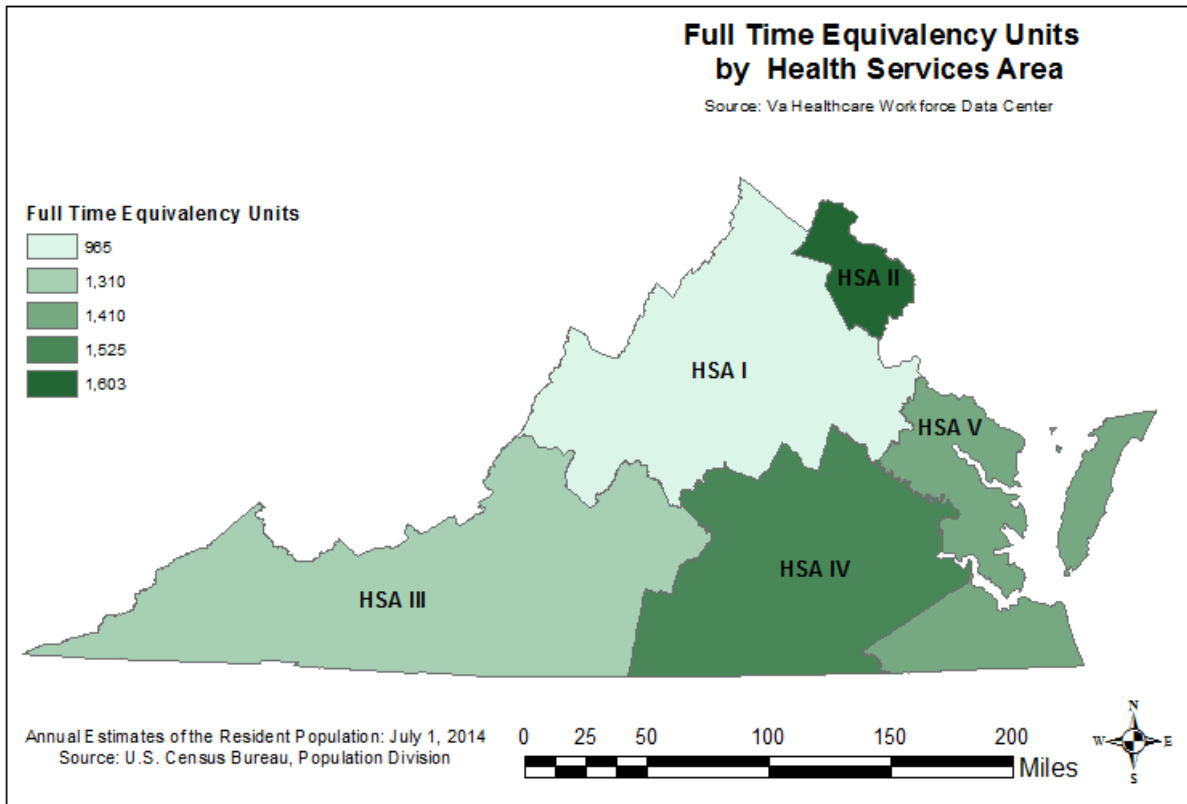 Full Time Equivalency Units
by Health Services Area
Source: Va Healthcare Workforce Data Center
Full Time Equivalency Units
965
1,310
1,410
1,525
1,603
HSA II
HSA I
HSA V
HSA IV
HSA III
Annual Estimates of the Resident Population: July 1, 2014
Source: U.S. Census Bureau, Population Division
0 25 50 100 150 200
Miles
N
W E
S